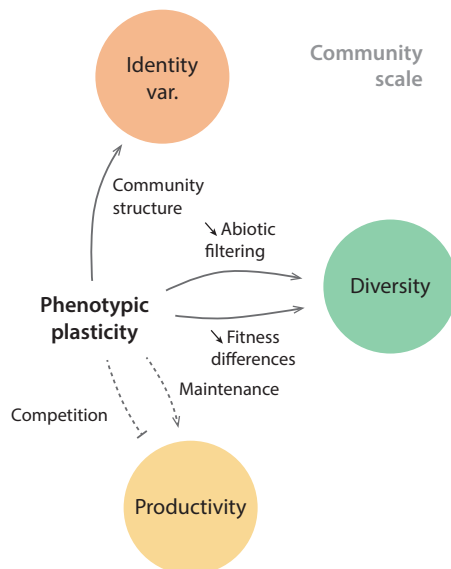 Identity
var.
Community
scale
Community
structure
↘ Abiotic
filtering
Diversity
Phenotypic
plasticity
↘ Fitness
differences
Maintenance
Competition
Productivity